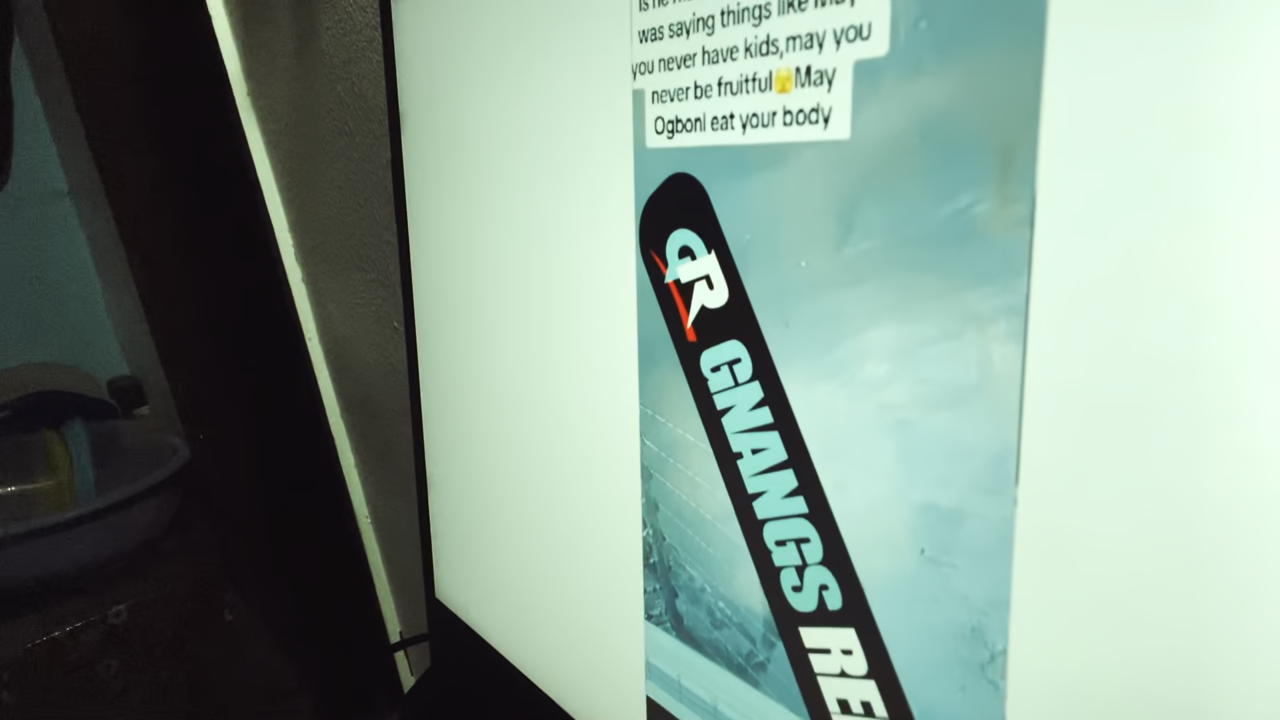 was saying things like May
you never have kids,may you
never be fruitful🫣May
Ogboni eat your body
GR
GNANGS